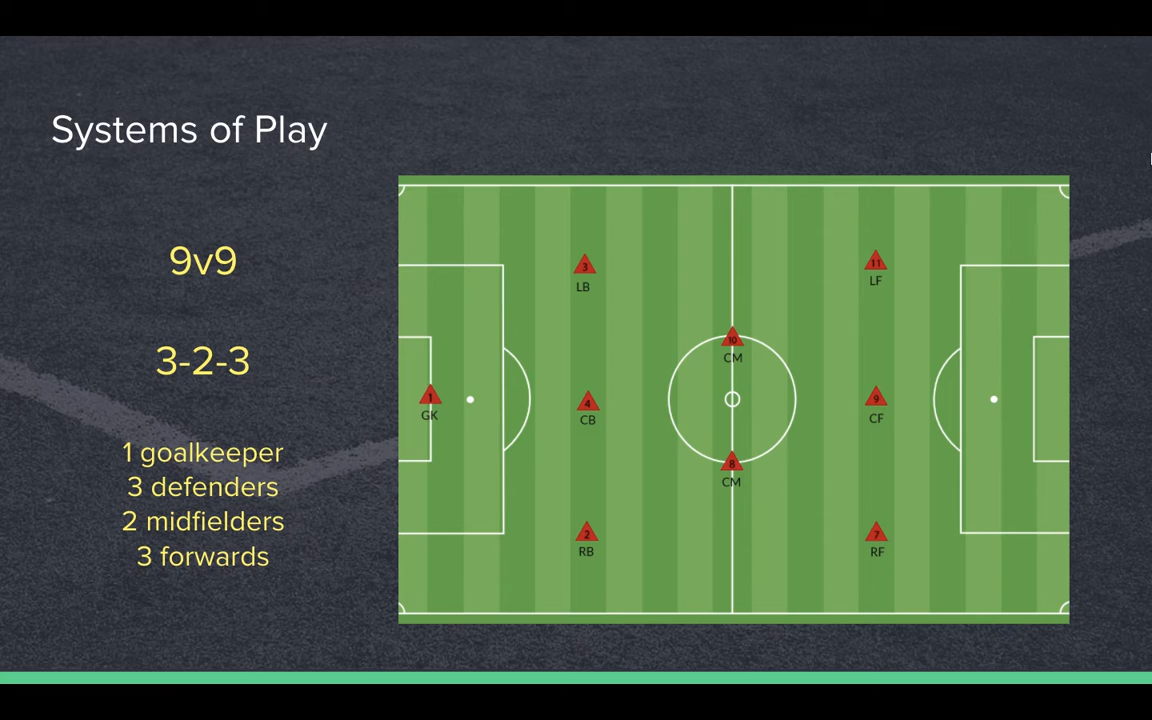 Systems of Play
9v9
3-2-3
1 goalkeeper
3 defenders
2 midfielders
3 forwards
3
LB
11
LF
10
CM
1
GK
4
CB
9
CF
8
CM
2
RB
7
RF